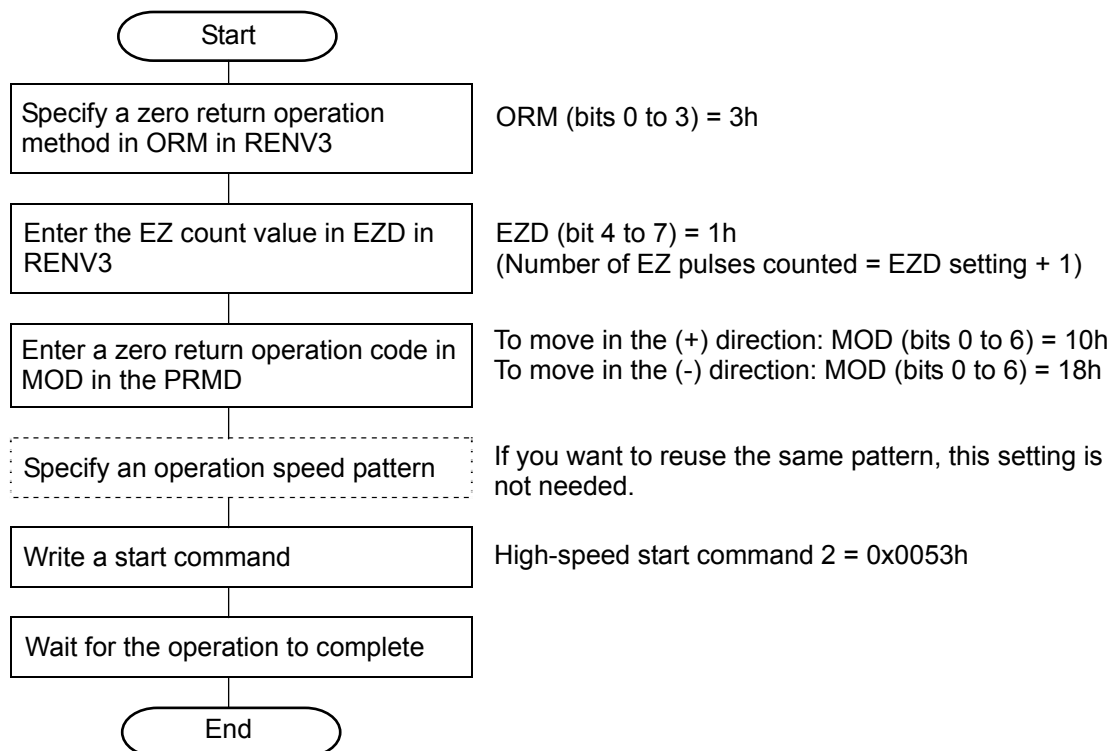 Start
Specify a zero return operation
method in ORM in RENV3
ORM (bits 0 to 3) = 3h
Enter the EZ count value in EZD in
RENV3
EZD (bit 4 to 7) = 1h
(Number of EZ pulses counted = EZD setting + 1)
Enter a zero return operation code in
MOD in the PRMD
To move in the (+) direction: MOD (bits 0 to 6) = 10h
To move in the (-) direction: MOD (bits 0 to 6) = 18h
Specify an operation speed pattern
If you want to reuse the same pattern, this setting is
not needed.
Write a start command
High-speed start command 2 = 0x0053h
Wait for the operation to complete
End